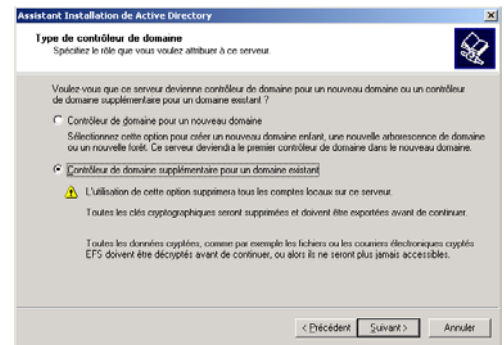 Assistant Installation de Active Directory
Type de contrôleur de domaine
Spécifiez le rôle que vous voulez attribuer à ce serveur.
Voulez-vous que ce serveur devienne contrôleur de domaine pour un nouveau domaine ou un contrôleur
de domaine supplémentaire pour un domaine existant ?
Contrôleur de domaine pour un nouveau domaine
Sélectionnez cette option pour créer un nouveau domaine enfant, une nouvelle arborescence de domaine
ou un nouvelle forêt. Ce serveur deviendra le premier contrôleur de domaine dans le nouveau domaine.
Contrôleur de domaine supplémentaire pour un domaine existant
L'utilisation de cette option supprimera tous les comptes locaux sur ce serveur.
Toutes les clés cryptographiques seront supprimées et doivent être exportées avant de continuer.
Toutes les données cryptées, comme par exemple les fichiers ou les courriers électroniques cryptés
EFS doivent être décryptés avant de continuer, ou alors ils ne seront plus jamais accessibles.
< Précédent Suivant > Annuler